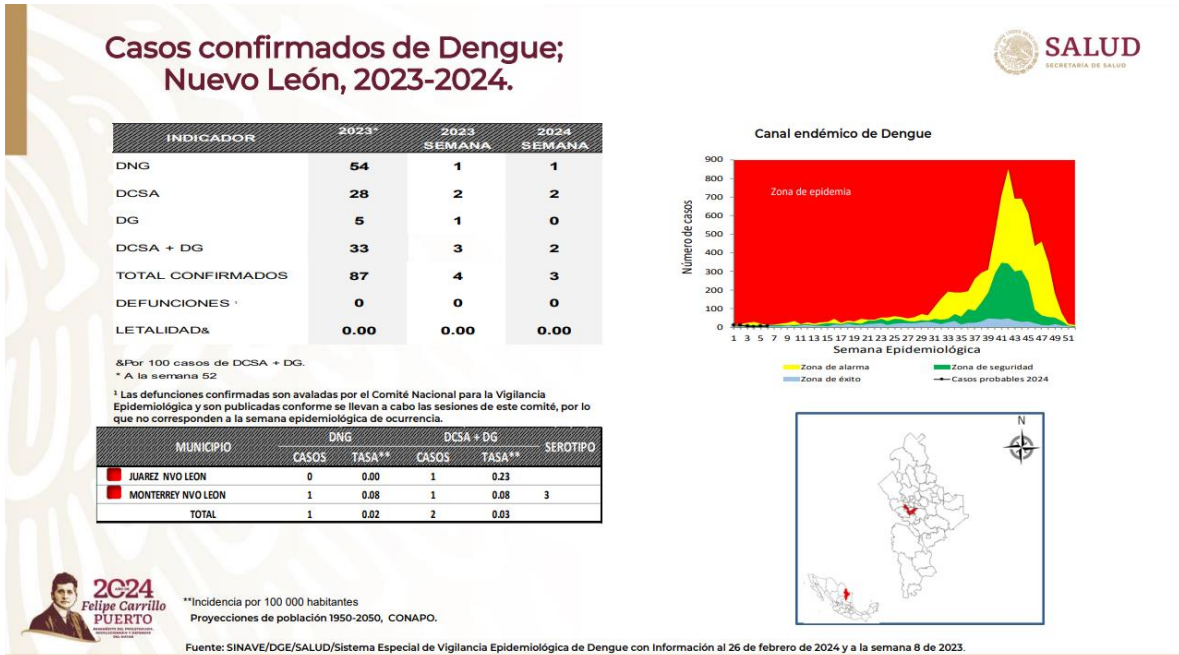 Casos confirmados de Dengue;
Nuevo León, 2023-2024.
SALUD
SECRETARÍA DE SALUD
INDICADOR 2023* 2023 SEMANA 2024 SEMANA
DNG 54 1 1
DCSA 28 2 2
DG 5 1 0
DCSA + DG 33 3 2
TOTAL CONFIRMADOS 87 4 3
DEFUNCIONES ¹ 0 0 0
LETALIDAD& 0.00 0.00 0.00
&Por 100 casos de DCSA + DG.
* A la semana 52
¹ Las defunciones confirmadas son avaladas por el Comité Nacional para la Vigilancia
Epidemiológica y son publicadas conforme se llevan a cabo las sesiones de este comité, por lo
que no corresponden a la semana epidemiológica de ocurrencia.
MUNICIPIO DNG DCSA + DG SEROTIPO
CASOS TASA** CASOS TASA**
JUAREZ NVO LEON 0 0.00 1 0.23
MONTERREY NVO LEON 1 0.08 1 0.08 3
TOTAL 1 0.02 2 0.03
Canal endémico de Dengue
Número de casos
900
800
700
600
500
400
300
200
100
0
Zona de epidemia
1 3 5 7 9 11 13 15 17 19 21 23 25 27 29 31 33 35 37 39 41 43 45 47 49 51
Semana Epidemiológica
Zona de alarma Zona de seguridad
Zona de éxito Casos probables 2024
N
2024
Felipe Carrillo
PUERTO
**Incidencia por 100 000 habitantes
Proyecciones de población 1950-2050, CONAPO.
Fuente: SINAVE/DGE/SALUD/Sistema Especial de Vigilancia Epidemiológica de Dengue con Información al 26 de febrero de 2024 y a la semana 8 de 2023.